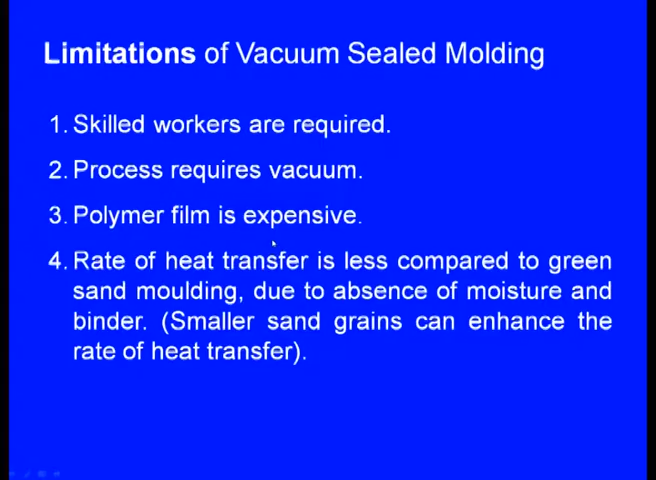 Limitations of Vacuum Sealed Molding
1. Skilled workers are required.
2. Process requires vacuum.
3. Polymer film is expensive.
4. Rate of heat transfer is less compared to green
sand moulding, due to absence of moisture and
binder. (Smaller sand grains can enhance the
rate of heat transfer).